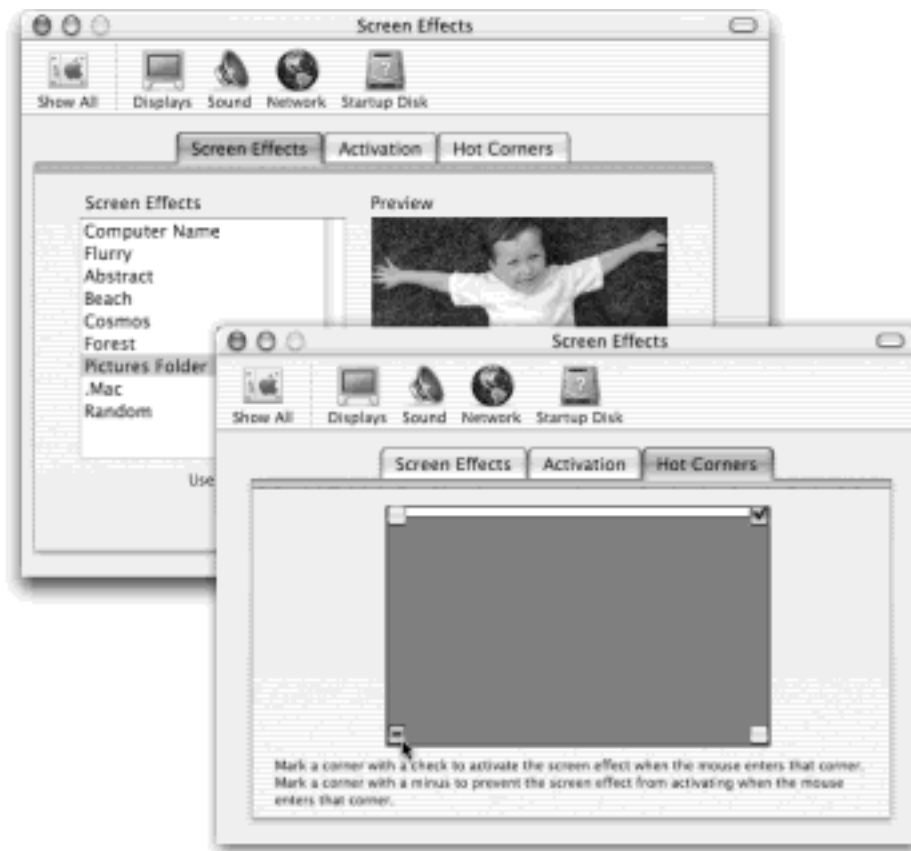 Screen Effects
Show All Displays Sound Network Startup Disk
Screen Effects Activation Hot Corners
Screen Effects
Preview
Computer Name
Flurry
Abstract
Beach
Cosmos
Forest
Pictures Folder
.Mac
Random
Use
Screen Effects
Show All Displays Sound Network Startup Disk
Screen Effects Activation Hot Corners
Mark a corner with a check to activate the screen effect when the mouse enters that corner.
Mark a corner with a minus to prevent the screen effect from activating when the mouse
enters that corner.